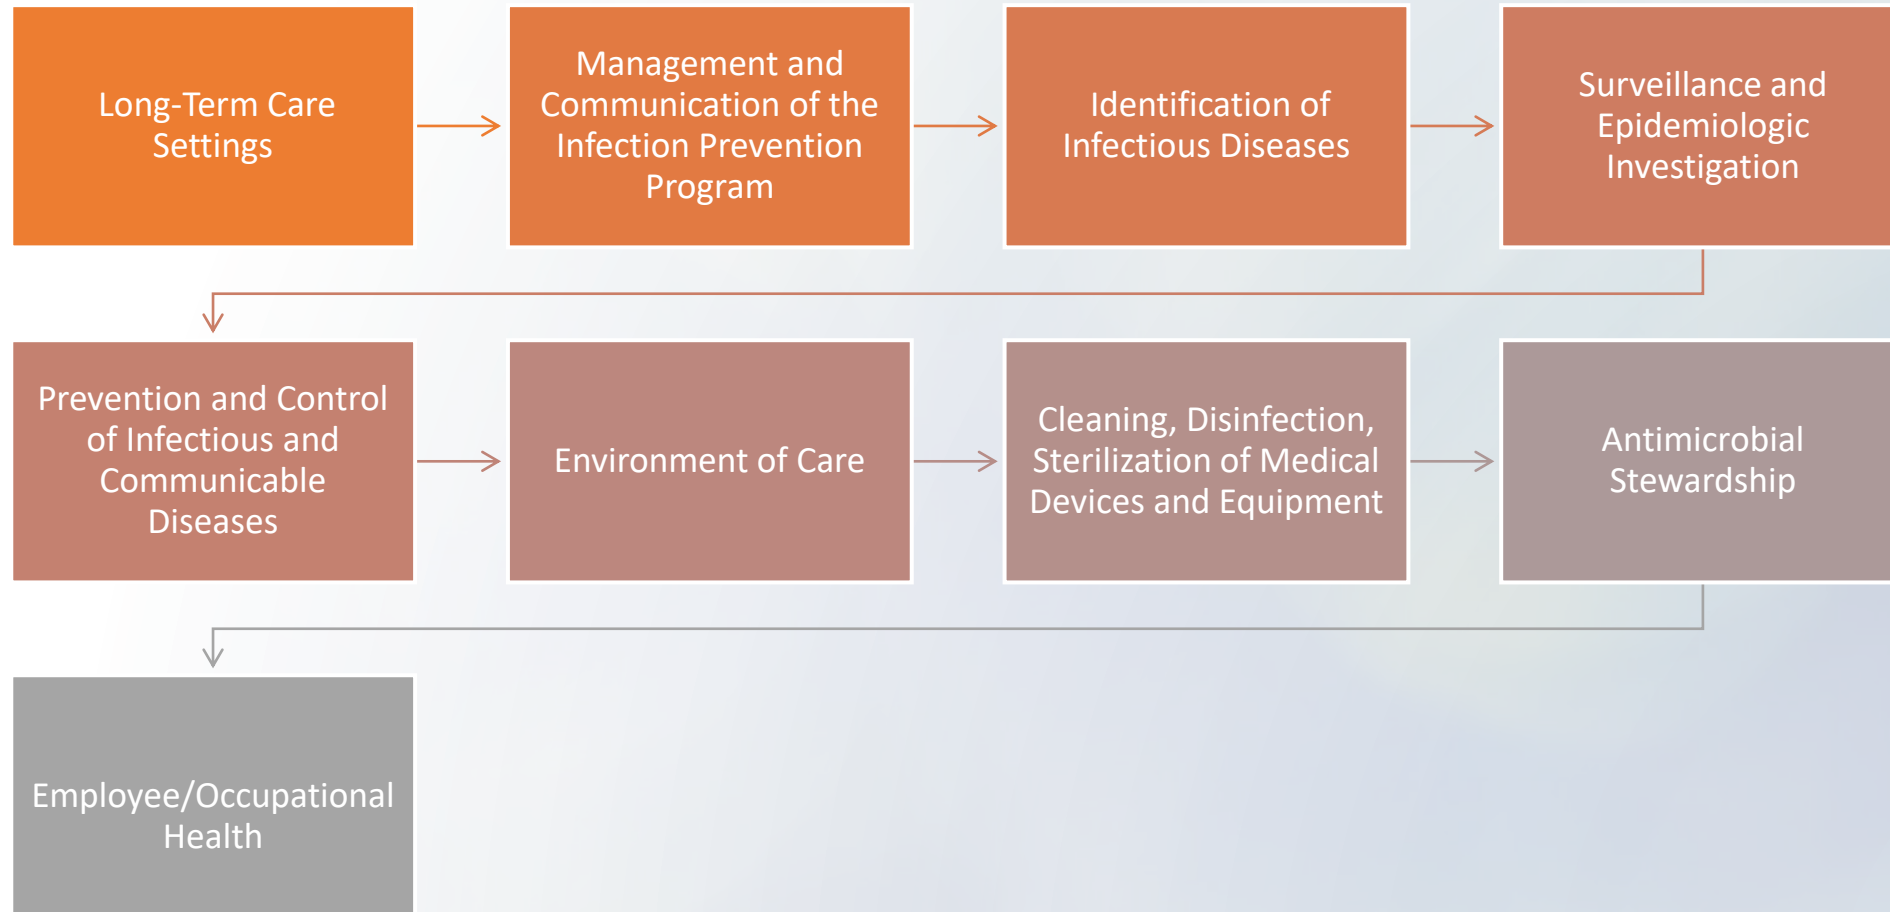 Long-Term Care
Settings
Management and
Communication of the
Infection Prevention
Program
Identification of
Infectious Diseases
Surveillance and
Epidemiologic
Investigation
Prevention and Control
of Infectious and
Communicable
Diseases
Environment of Care
Cleaning, Disinfection,
Sterilization of Medical
Devices and Equipment
Antimicrobial
Stewardship
Employee/Occupational
Health